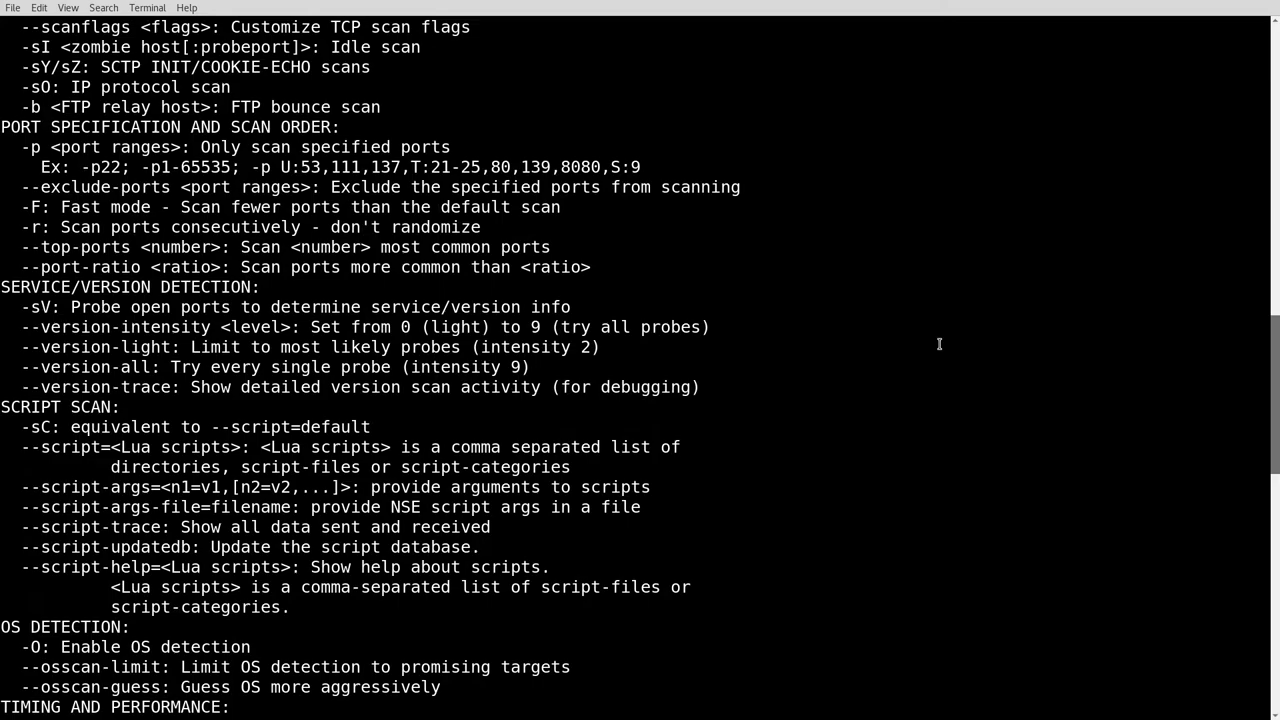 File Edit View Search Terminal Help
--scanflags <flags>: Customize TCP scan flags
-sI <zombie host[:probeport]>: Idle scan
-sY/sZ: SCTP INIT/COOKIE-ECHO scans
-sO: IP protocol scan
-b <FTP relay host>: FTP bounce scan
PORT SPECIFICATION AND SCAN ORDER:
-p <port ranges>: Only scan specified ports
Ex: -p22; -p1-65535; -p U:53,111,137,T:21-25,80,139,8080,S:9
--exclude-ports <port ranges>: Exclude the specified ports from scanning
-F: Fast mode - Scan fewer ports than the default scan
-r: Scan ports consecutively - don't randomize
--top-ports <number>: Scan <number> most common ports
--port-ratio <ratio>: Scan ports more common than <ratio>
SERVICE/VERSION DETECTION:
-sV: Probe open ports to determine service/version info
--version-intensity <level>: Set from 0 (light) to 9 (try all probes)
--version-light: Limit to most likely probes (intensity 2)
--version-all: Try every single probe (intensity 9)
--version-trace: Show detailed version scan activity (for debugging)
SCRIPT SCAN:
-sC: equivalent to --script=default
--script=<Lua scripts>: <Lua scripts> is a comma separated list of
directories, script-files or script-categories
--script-args=<n1=v1,[n2=v2,...]>: provide arguments to scripts
--script-args-file=filename: provide NSE script args in a file
--script-trace: Show all data sent and received
--script-updatedb: Update the script database.
--script-help=<Lua scripts>: Show help about scripts.
<Lua scripts> is a comma-separated list of script-files or
script-categories.
OS DETECTION:
-O: Enable OS detection
--osscan-limit: Limit OS detection to promising targets
--osscan-guess: Guess OS more aggressively
TIMING AND PERFORMANCE: